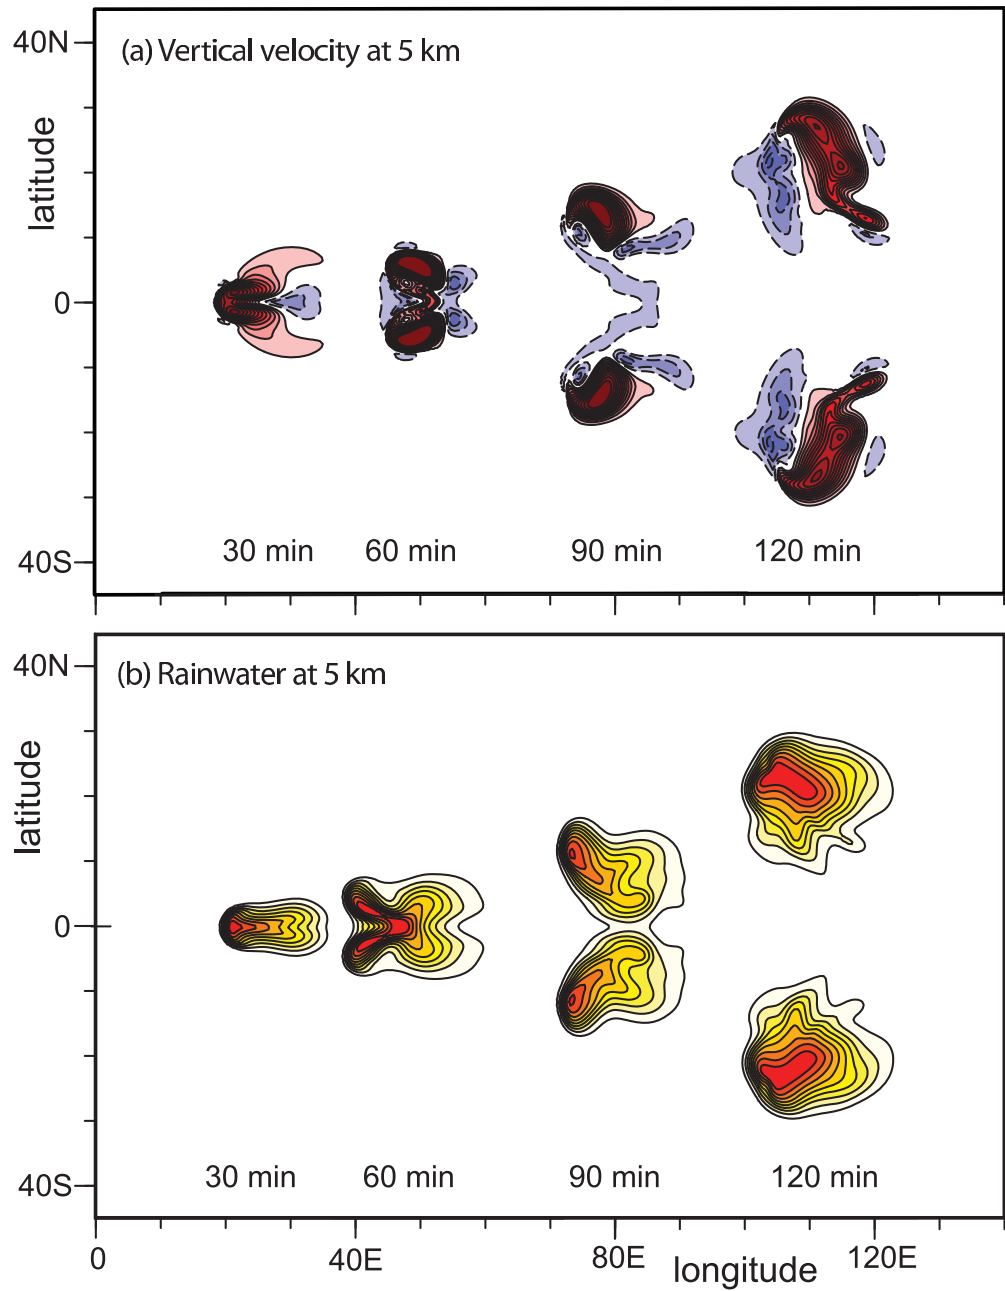 (a) Vertical velocity at 5 km
40N
latitude
0
40S
30 min 60 min 90 min 120 min
(b) Rainwater at 5 km
40N
latitude
0
40S
30 min 60 min 90 min 120 min
0 40E 80E 120E
longitude